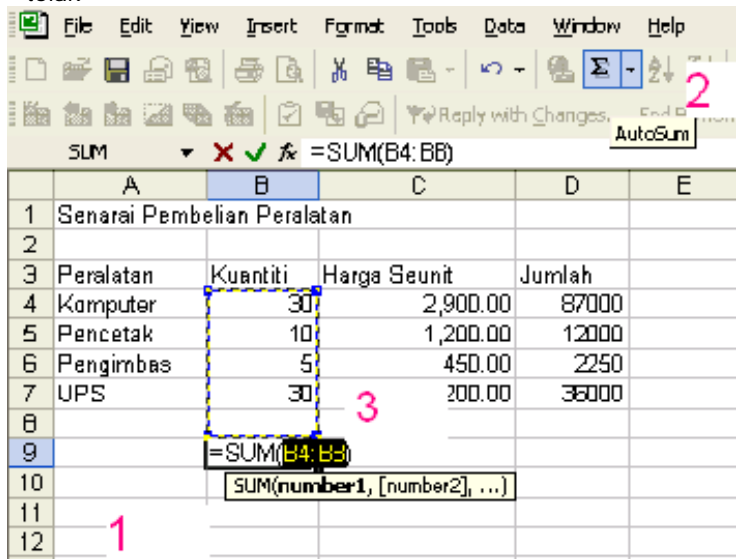 File Edit View Insert Format Tools Data Window Help
Σ 2
Reply with Changes...
AutoSum
SUM =SUM(B4:B8)
A B C D E
1 Senarai Pembelian Peralatan
2
3 Peralatan Kuantiti Harga Seunit Jumlah
4 Komputer 30 2,900.00 87000
5 Pencetak 10 1,200.00 12000
6 Pengimbas 5 450.00 2250
7 UPS 30 3 200.00 36000
8
9 =SUM(B4:B8)
10 SUM(number1, [number2], ...)
11
12 1